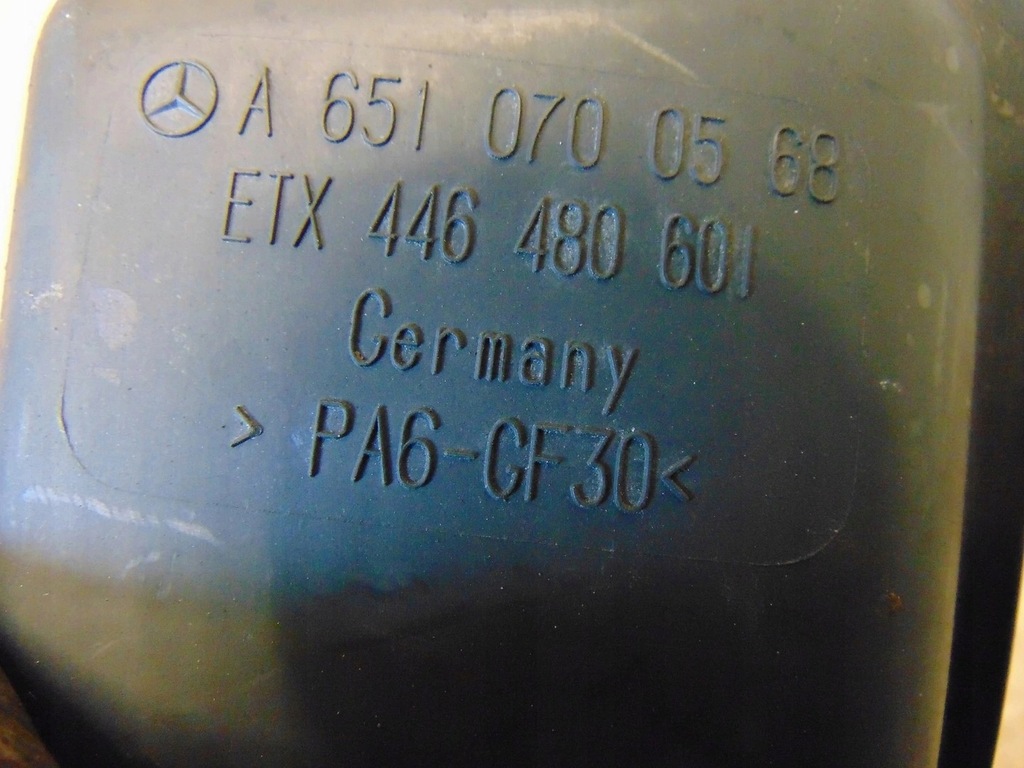 A 651 070 05 68
ETX 446 480 601
Germany
> PA6-GF30<